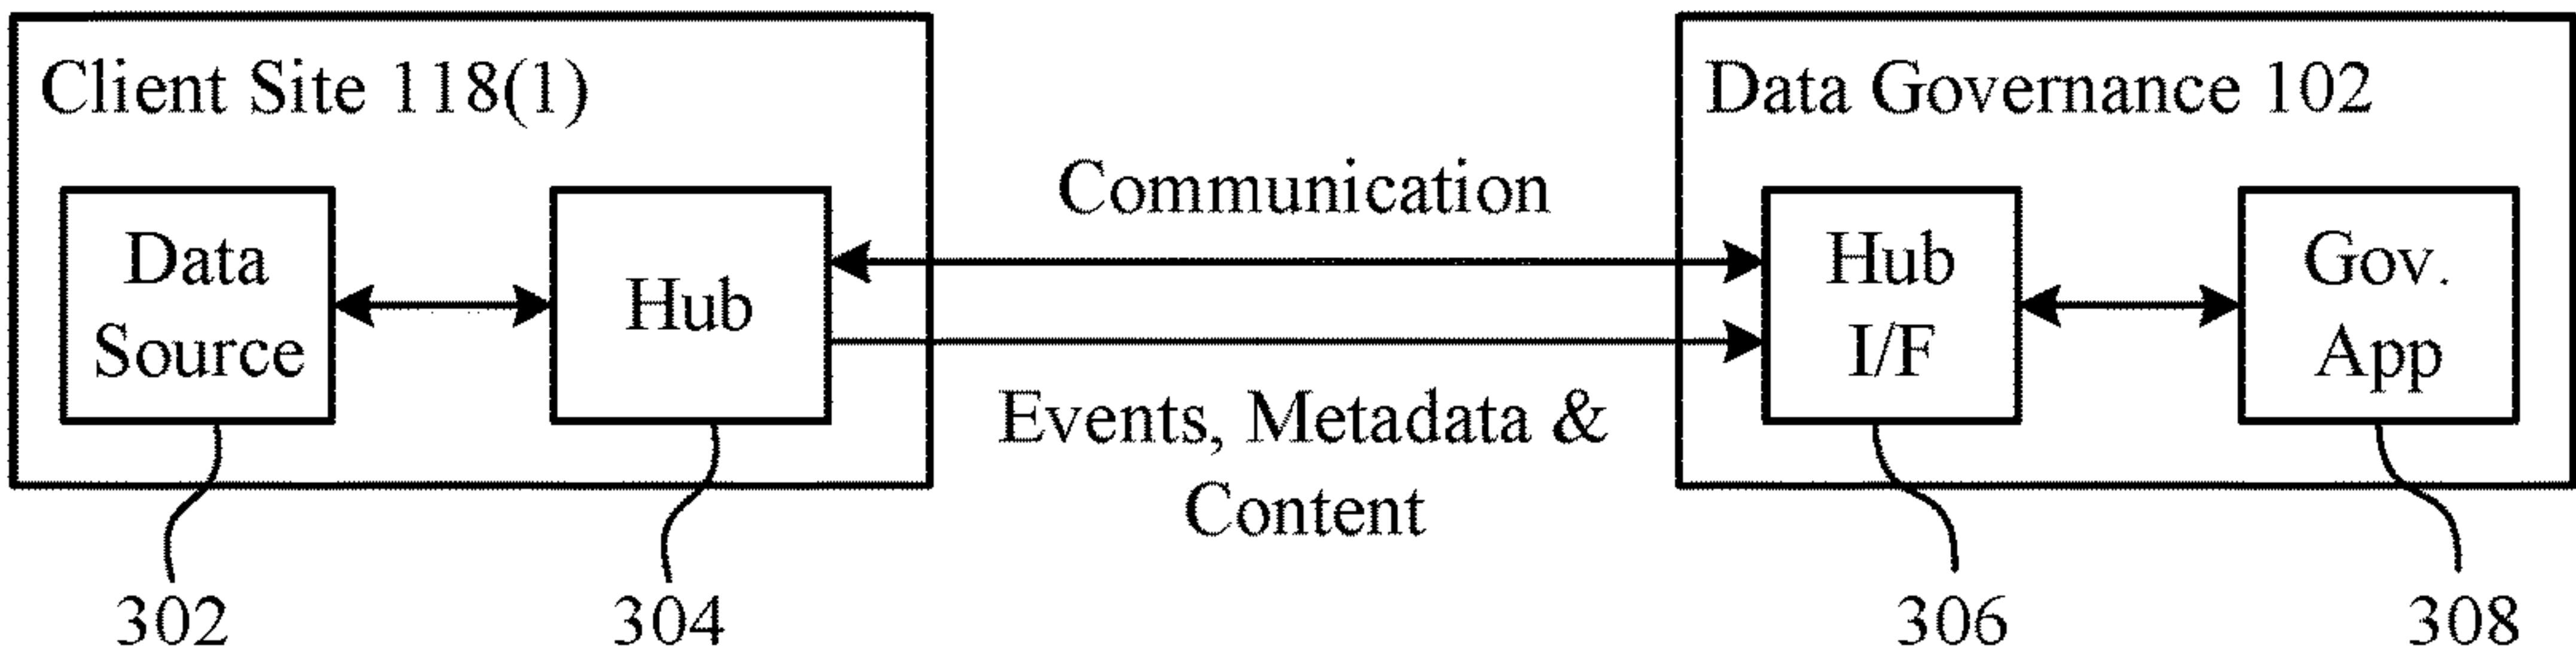 Client Site 118(1)
Data
Source
Hub
Communication
Events, Metadata &
Content
Data Governance 102
Hub
I/F
Gov.
App
302
304
306
308